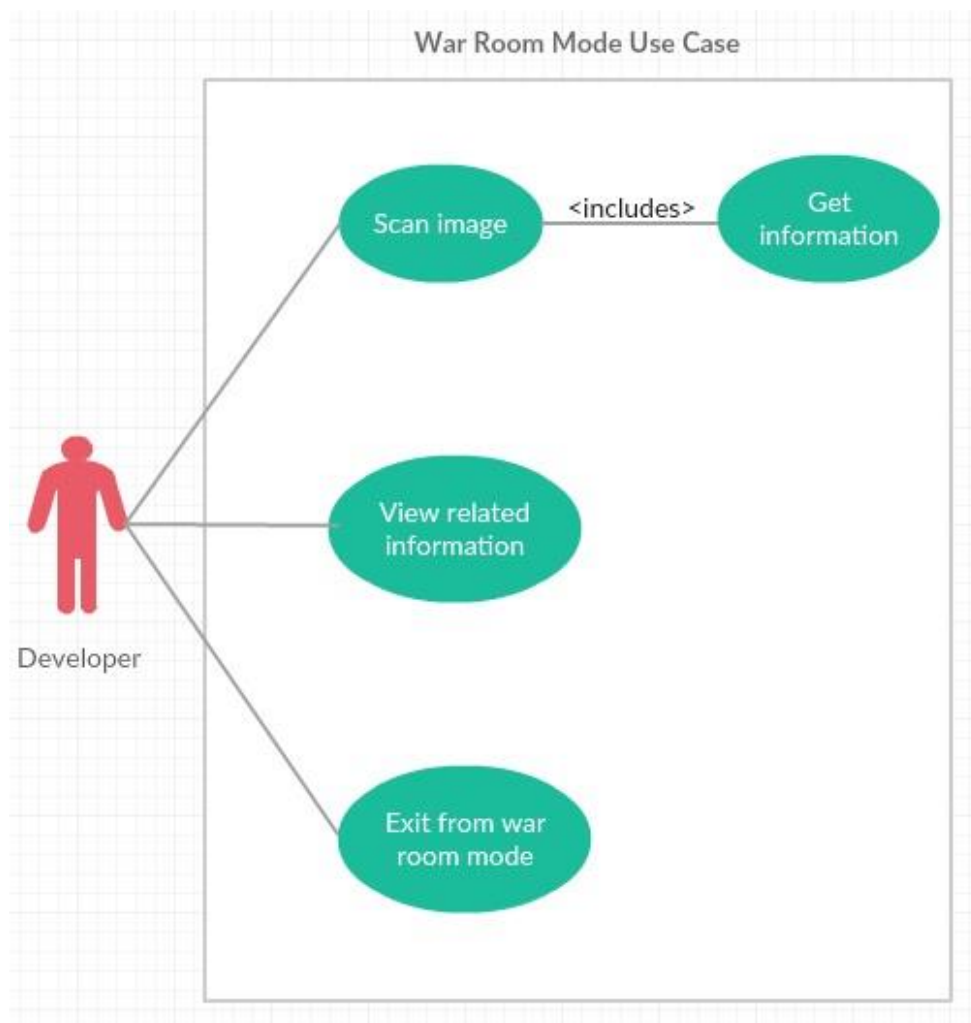 War Room Mode Use Case
Scan image
<includes>
Get
information
View related
information
Developer
Exit from war
room mode